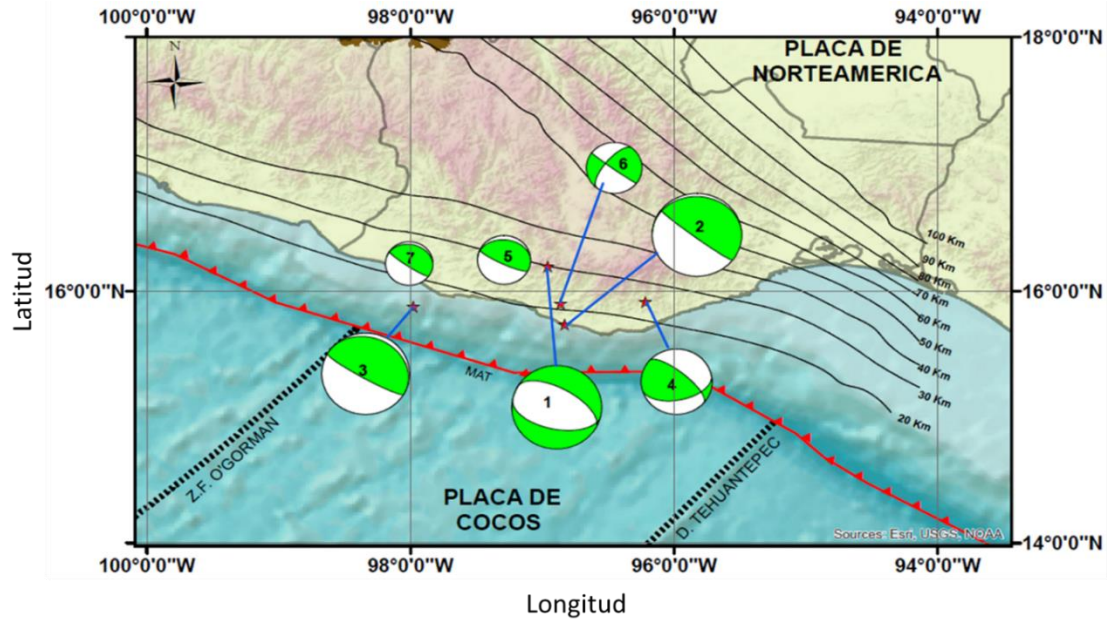 100°0'0"W 98°0'0"W 96°0'0"W 94°0'0"W
18°0'0"N
N
PLACA DE
NORTEAMERICA
6
2
7
5
100 Km
90 Km
80 Km
70 Km
60 Km
50 Km
40 Km
30 Km
20 Km
16°0'0"N
16°0'0"N
Latitud
3
MAT
1
4
Z.F. O'GORMAN
D. TEHUANTEPEC
PLACA DE
COCOS
Sources: Esri, USGS, NOAA
14°0'0"N
100°0'0"W 98°0'0"W 96°0'0"W 94°0'0"W
Longitud